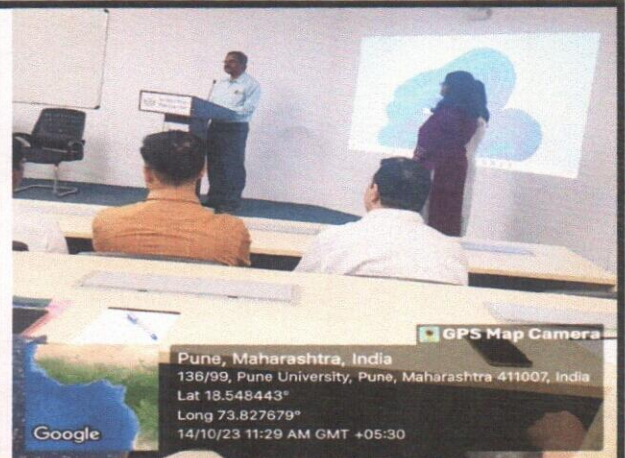 GPS Map Camera
Pune, Maharashtra, India
136/99, Pune University, Pune, Maharashtra 411007, India
Lat 18.548443°
Long 73.827679°
14/10/23 11:29 AM GMT +05:30
Google